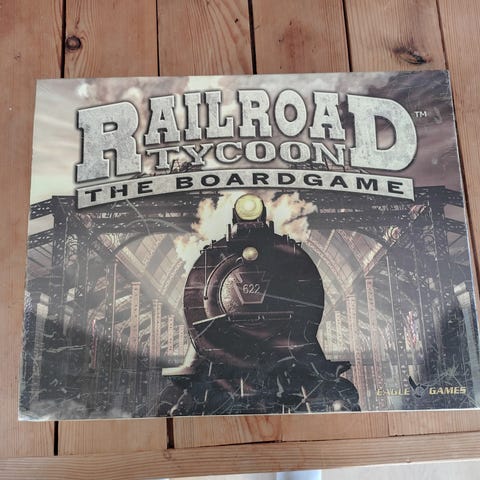 RAILROAD™
TYCOON
THE BOARDGAME
622
EAGLE GAMES